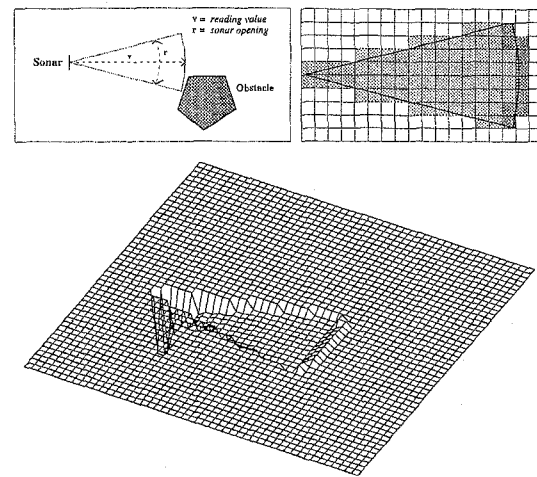 v = reading value
r = sonar opening
Sonar
v
r
Obstacle